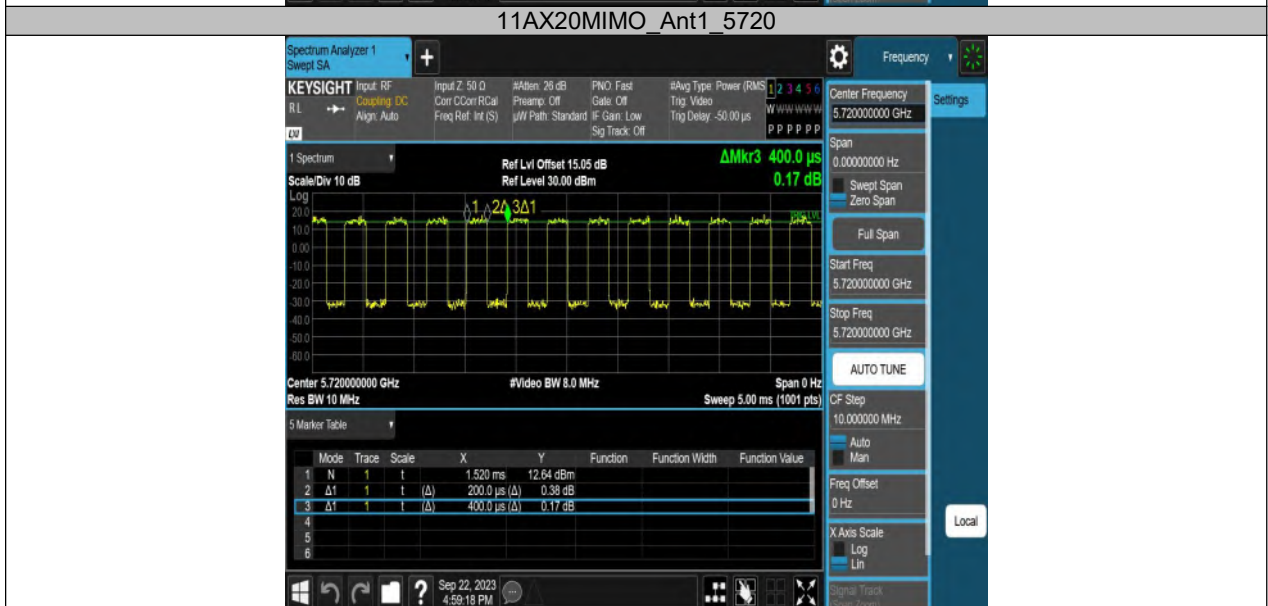 11AX20MIMO_Ant1_5720
Spectrum Analyzer 1
Swept SA
+
Frequency
KEYSIGHT Input: RF Input Z: 50 Ω #Atten: 26 dB PNO: Fast #Avg Type: Power (RMS 1 2 3 4 5 6
RL Coupling: DC Corr CCorr RCal Preamp: Off Gate: Off Trig: Video W W W W W W
Align: Auto Freq Ref: Int (S) µW Path: Standard IF Gain: Low Trig Delay: -50.00 µs
Sig Track: Off P P P P P P
Settings
Center Frequency
5.720000000 GHz
Span
0.00000000 Hz
Swept Span
Zero Span
Full Span
Start Freq
5.720000000 GHz
Stop Freq
5.720000000 GHz
AUTO TUNE
CF Step
10.000000 MHz
Auto
Man
Freq Offset
0 Hz
X Axis Scale
Log
Lin
Signal Track
Local
1 Spectrum
Ref Lvl Offset 15.05 dB
ΔMkr3 400.0 µs
Scale/Div 10 dB Ref Level 30.00 dBm 0.17 dB
Log
1 2Δ 3Δ1
20.0
10.0
0.00
-10.0
-20.0
-30.0
-40.0
-50.0
-60.0
Center 5.720000000 GHz #Video BW 8.0 MHz Span 0 Hz
Res BW 10 MHz Sweep 5.00 ms (1001 pts)
5 Marker Table
Mode Trace Scale X Y Function Function Width Function Value
1 N 1 t 1.520 ms 12.64 dBm
2 Δ1 1 t (Δ) 200.0 µs (Δ) 0.38 dB
3 Δ1 1 t (Δ) 400.0 µs (Δ) 0.17 dB
4
5
6
? Sep 22, 2023
4:59:18 PM